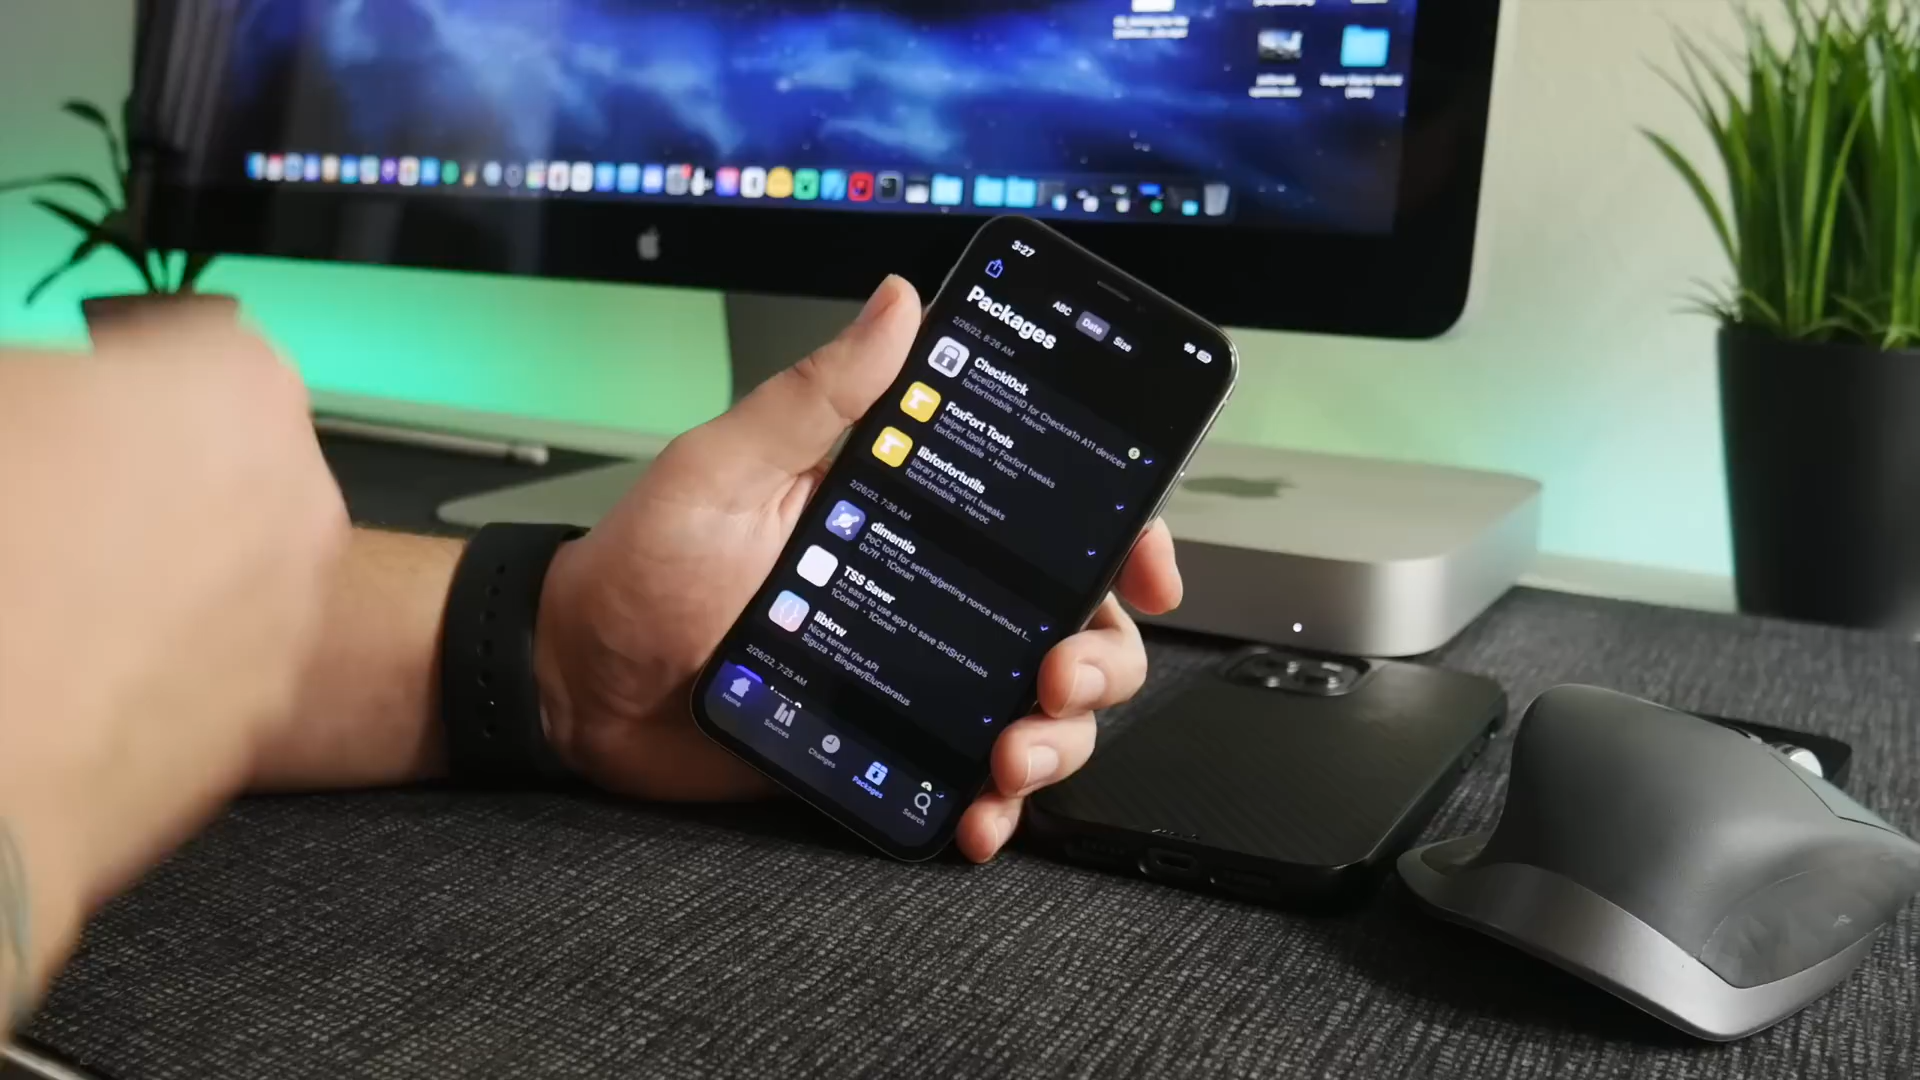 3:27
Packages
ABC
Date
Size
2/26/22, 8:26 AM
Checkl0ck
FaceID/TouchID for Checkra1n A11 devices
foxfortmobile • Havoc
FoxFort Tools
Helper tools for Foxfort tweaks
foxfortmobile • Havoc
libfoxfortutils
library for Foxfort tweaks
foxfortmobile • Havoc
2/26/22, 7:36 AM
dimentio
PoC tool for setting/getting nonce without t...
0x7ff • 1Conan
TSS Saver
An easy to use app to save SHSH2 blobs
1Conan • 1Conan
libkrw
Nice kernel r/w API
Siguza • Bingner/Elucubratus
2/26/22, 7:25 AM
Home
Sources
Changes
Packages
Search